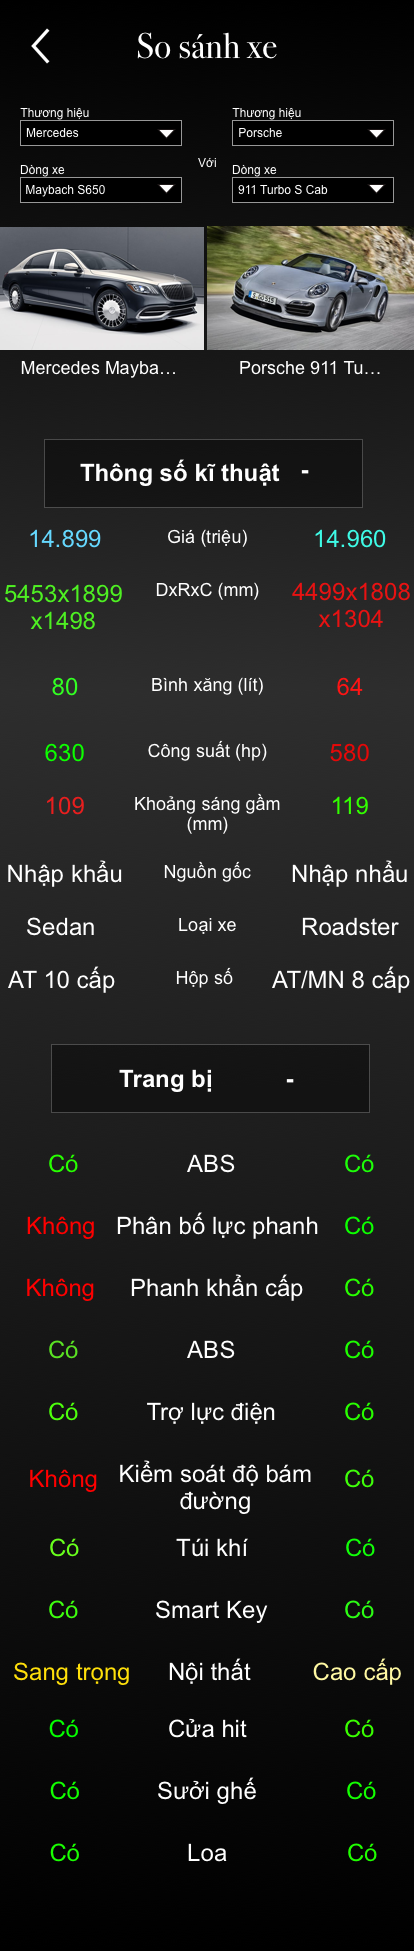 So sánh xe
Thương hiệu
Thương hiệu
Mercedes
Porsche
Với
Dòng xe
Dòng xe
Maybach S650
911 Turbo S Cab
Mercedes Mayba...
Porsche 911 Tu...
Thông số kĩ thuật -
14.899 Giá (triệu) 14.960
5453x1899 DxRxC (mm) 4499x1808
x1498 x1304
80 Bình xăng (lít) 64
630 Công suất (hp) 580
109 Khoảng sáng gầm 119
(mm)
Nhập khẩu Nguồn gốc Nhập nhẩu
Sedan Loại xe Roadster
AT 10 cấp Hộp số AT/MN 8 cấp
Trang bị -
Có ABS Có
Không Phân bố lực phanh Có
Không Phanh khẩn cấp Có
Có ABS Có
Có Trợ lực điện Có
Không Kiểm soát độ bám Có
đường
Có Túi khí Có
Có Smart Key Có
Sang trọng Nội thất Cao cấp
Có Cửa hit Có
Có Sưởi ghế Có
Có Loa Có